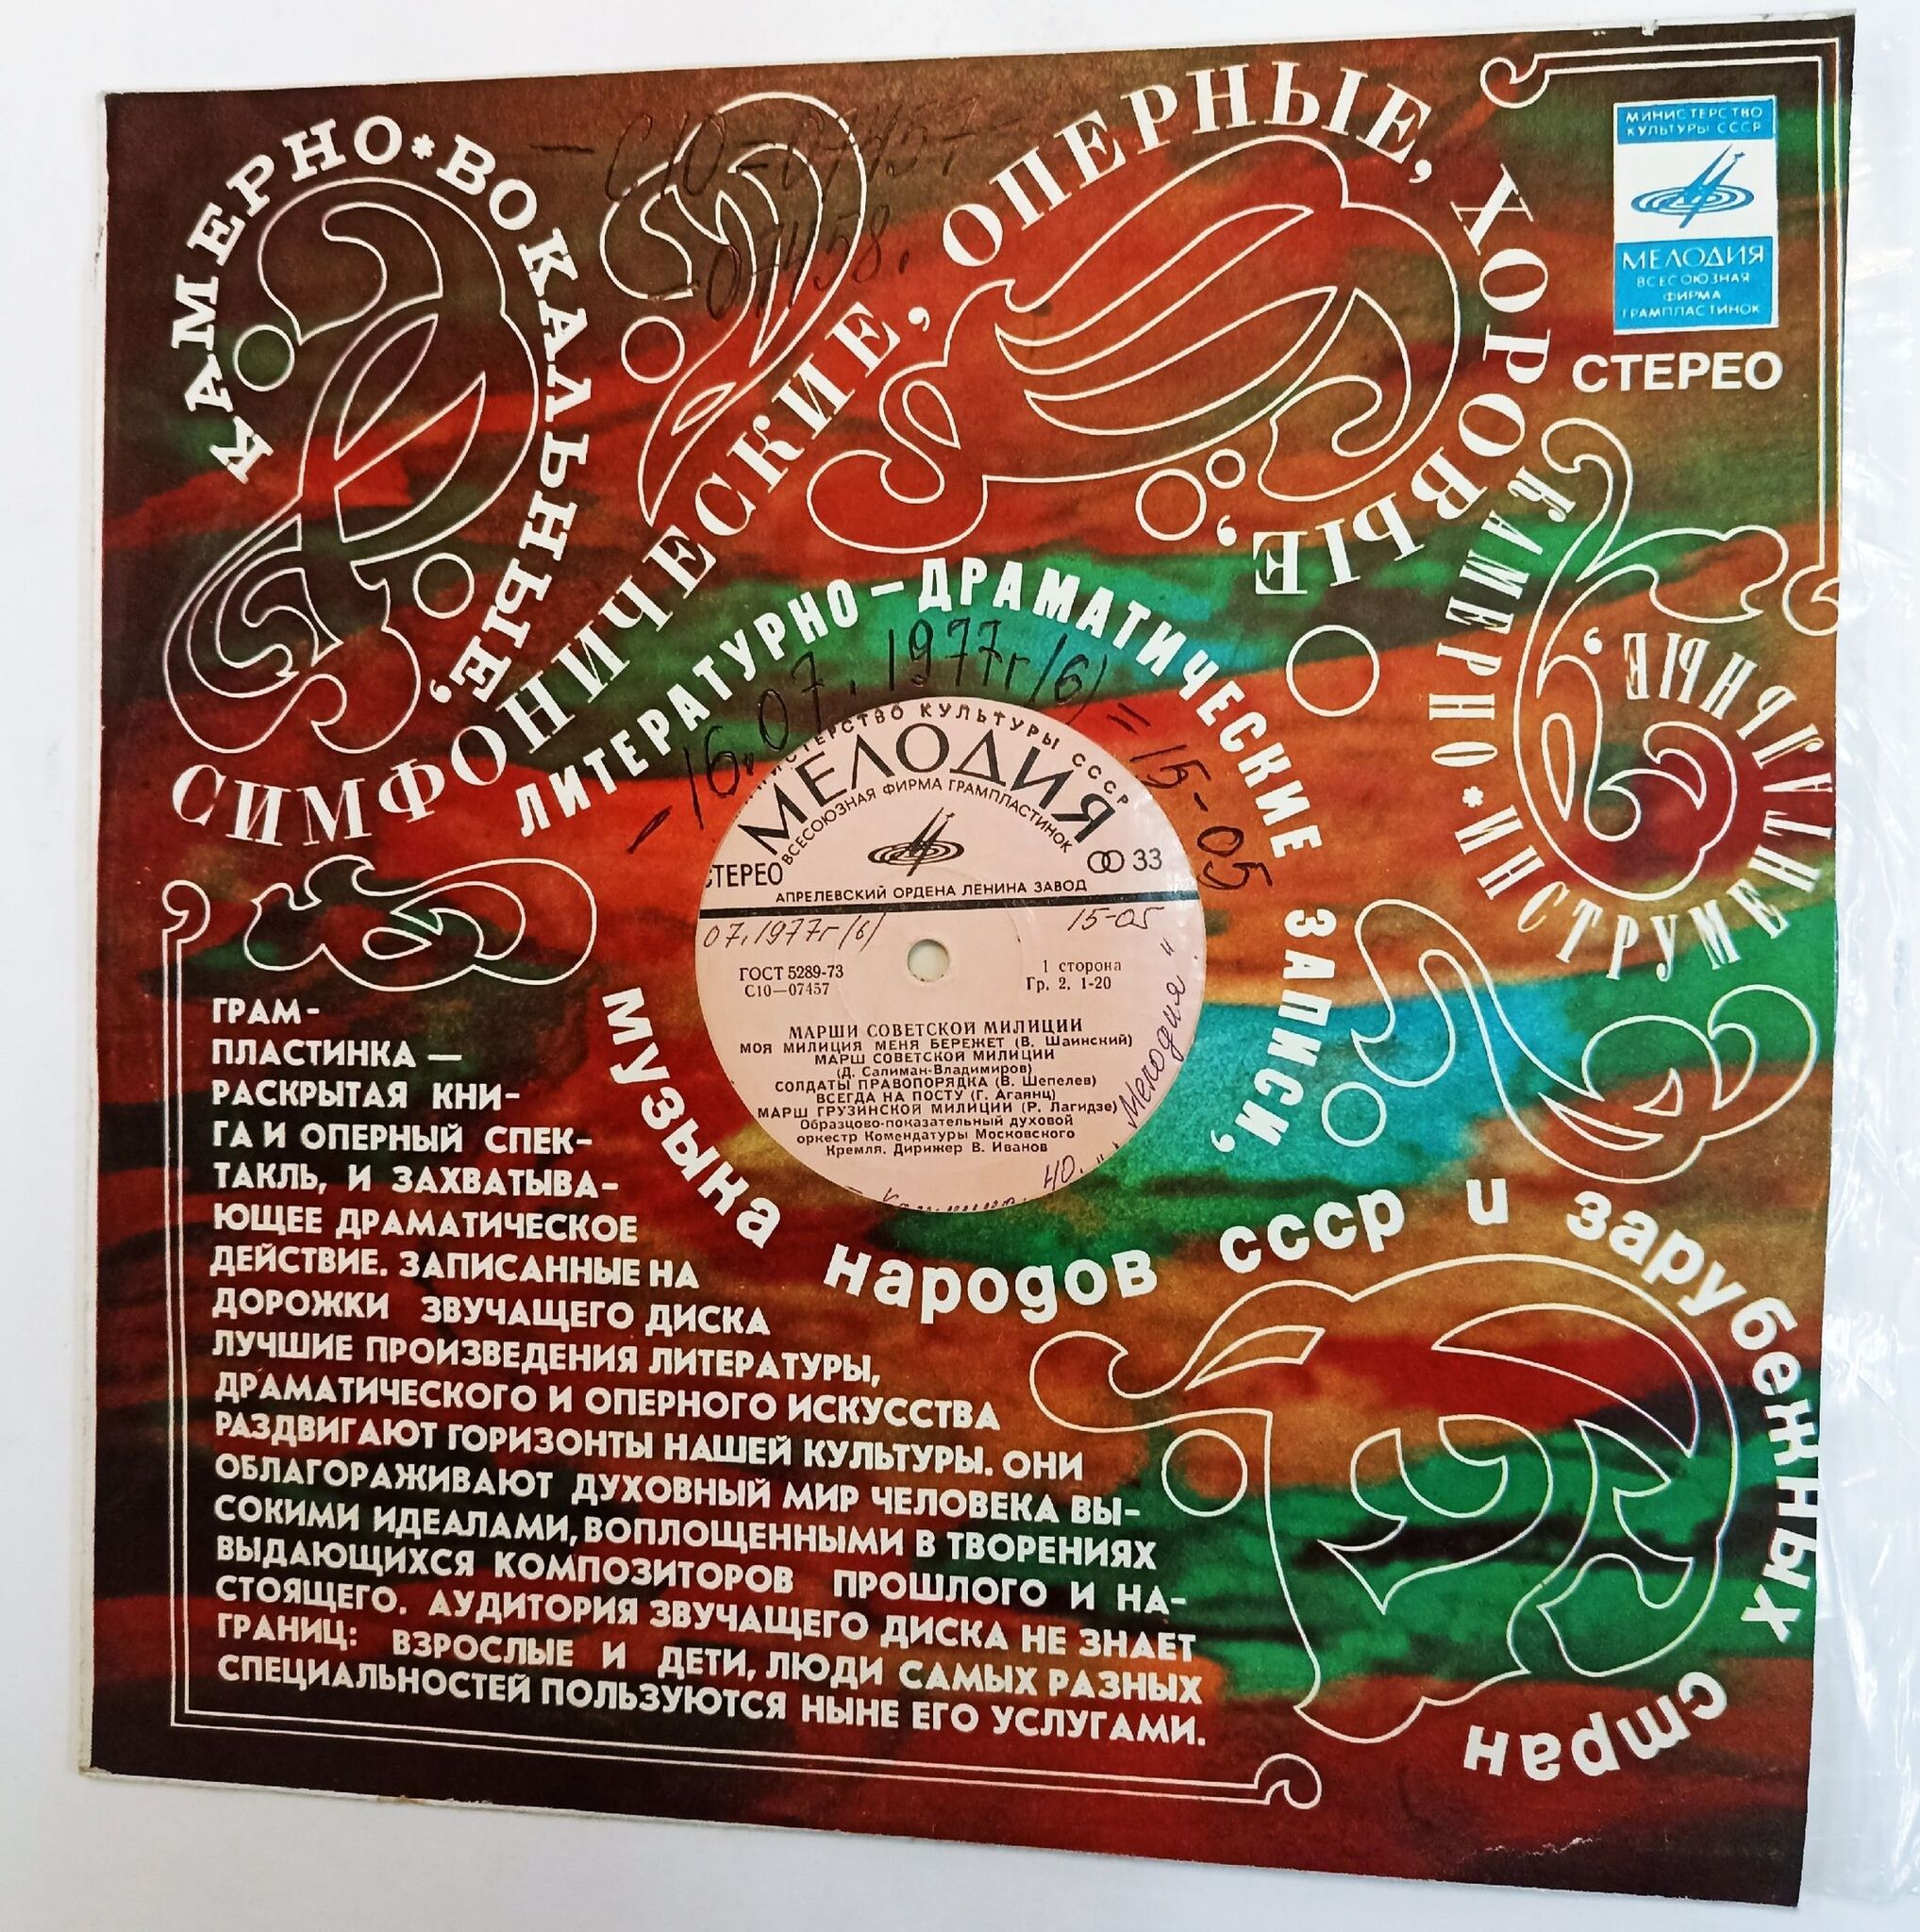 С10-07457
07458.
КАМЕРНО*ВОКАЛЬНЫЕ,
СИМФОНИЧЕСКИЕ, ОПЕРНЫЕ, ХОРОВЫЕ,
КАМЕРНО*ИНСТРУМЕНТАЛЬНЫЕ,
ЛИТЕРАТУРНО-ДРАМАТИЧЕСКИЕ ЗАПИСИ,
музыка народов ссср и зарубежных стран
МИНИСТЕРСТВО
КУЛЬТУРЫ СССР
МЕЛОДИЯ
ВСЕСОЮЗНАЯ
ФИРМА
ГРАМПЛАСТИНОК
СТЕРЕО
-16.07.1977г/6/=15-05
МИНИСТЕРСТВО КУЛЬТУРЫ СССР
МЕЛОДИЯ
ВСЕСОЮЗНАЯ ФИРМА ГРАМПЛАСТИНОК
СТЕРЕО
33
АПРЕЛЕВСКИЙ ОРДЕНА ЛЕНИНА ЗАВОД
07.1977г/6/
15-05
ГОСТ 5289-73
С10—07457
1 сторона
Гр. 2. 1-20
МАРШИ СОВЕТСКОЙ МИЛИЦИИ
МОЯ МИЛИЦИЯ МЕНЯ БЕРЕЖЕТ (В. Шаинский)
МАРШ СОВЕТСКОЙ МИЛИЦИИ
(Д. Салиман-Владимиров)
СОЛДАТЫ ПРАВОПОРЯДКА (В. Шепелев)
ВСЕГДА НА ПОСТУ (Г. Агаянц)
МАРШ ГРУЗИНСКОЙ МИЛИЦИИ (Р. Лагидзе)
Образцово-показательный духовой
оркестр Комендатуры Московского
Кремля. Дирижер В. Иванов
40. „Мелодия"
ГРАМ-
ПЛАСТИНКА —
РАСКРЫТАЯ КНИ-
ГА И ОПЕРНЫЙ СПЕК-
ТАКЛЬ, И ЗАХВАТЫВА-
ЮЩЕЕ ДРАМАТИЧЕСКОЕ
ДЕЙСТВИЕ. ЗАПИСАННЫЕ НА
ДОРОЖКИ ЗВУЧАЩЕГО ДИСКА
ЛУЧШИЕ ПРОИЗВЕДЕНИЯ ЛИТЕРАТУРЫ,
ДРАМАТИЧЕСКОГО И ОПЕРНОГО ИСКУССТВА
РАЗДВИГАЮТ ГОРИЗОНТЫ НАШЕЙ КУЛЬТУРЫ. ОНИ
ОБЛАГОРАЖИВАЮТ ДУХОВНЫЙ МИР ЧЕЛОВЕКА ВЫ-
СОКИМИ ИДЕАЛАМИ, ВОПЛОЩЕННЫМИ В ТВОРЕНИЯХ
ВЫДАЮЩИХСЯ КОМПОЗИТОРОВ ПРОШЛОГО И НА-
СТОЯЩЕГО. АУДИТОРИЯ ЗВУЧАЩЕГО ДИСКА НЕ ЗНАЕТ
ГРАНИЦ: ВЗРОСЛЫЕ И ДЕТИ, ЛЮДИ САМЫХ РАЗНЫХ
СПЕЦИАЛЬНОСТЕЙ ПОЛЬЗУЮТСЯ НЫНЕ ЕГО УСЛУГАМИ.